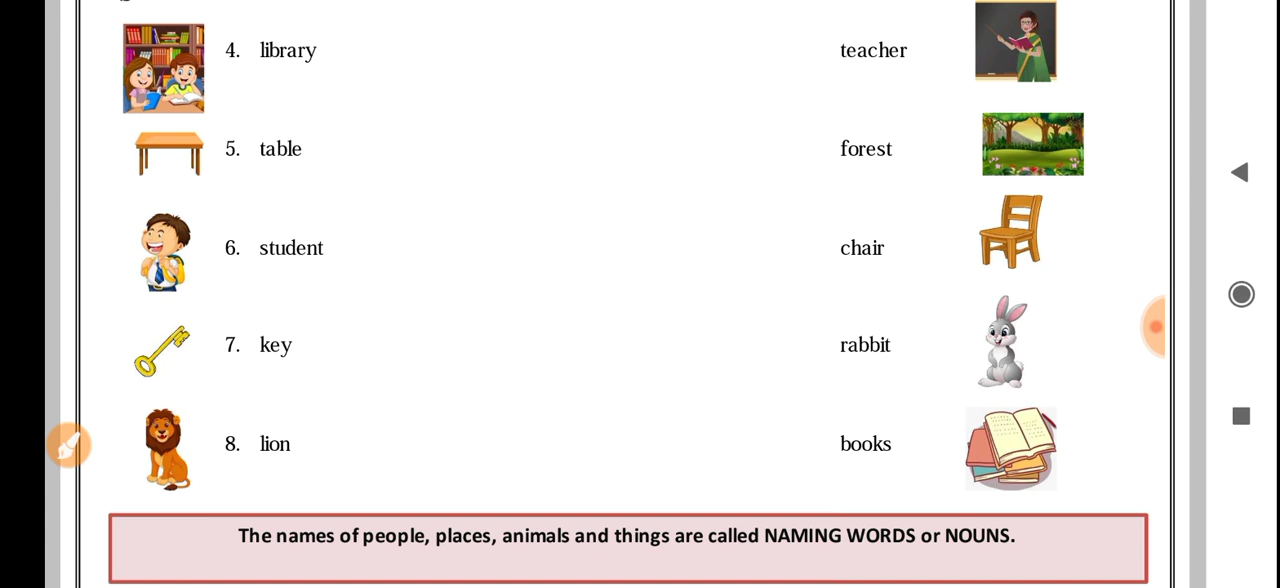 4. library teacher
5. table forest
6. student chair
7. key rabbit
8. lion books
The names of people, places, animals and things are called NAMING WORDS or NOUNS.